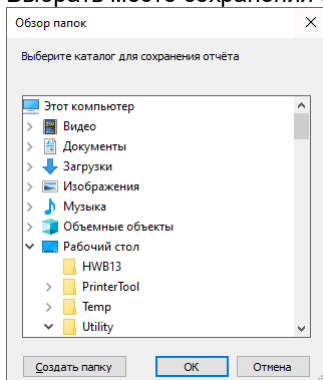 Обзор папок
Выберите каталог для сохранения отчёта
Этот компьютер
Видео
Документы
Загрузки
Изображения
Музыка
Объемные объекты
Рабочий стол
HWB13
PrinterTool
Temp
Utility
Создать папку
ОК
Отмена